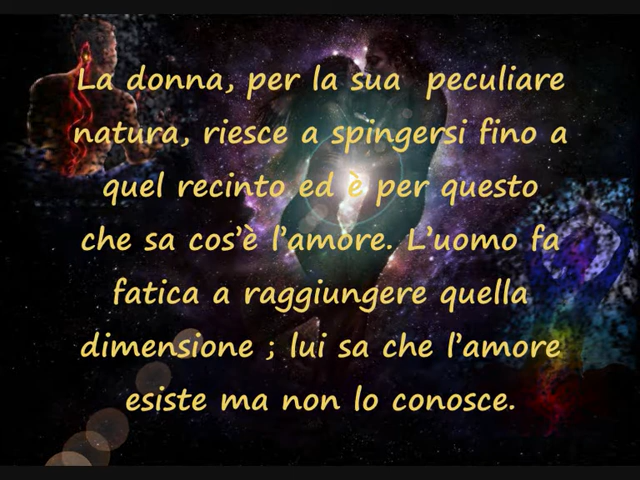 La donna, per la sua  peculiare
natura, riesce a spingersi fino a
quel recinto ed è per questo
che sa cos’è l’amore. L’uomo fa
fatica a raggiungere quella
dimensione ; lui sa che l’amore
esiste ma non lo conosce.